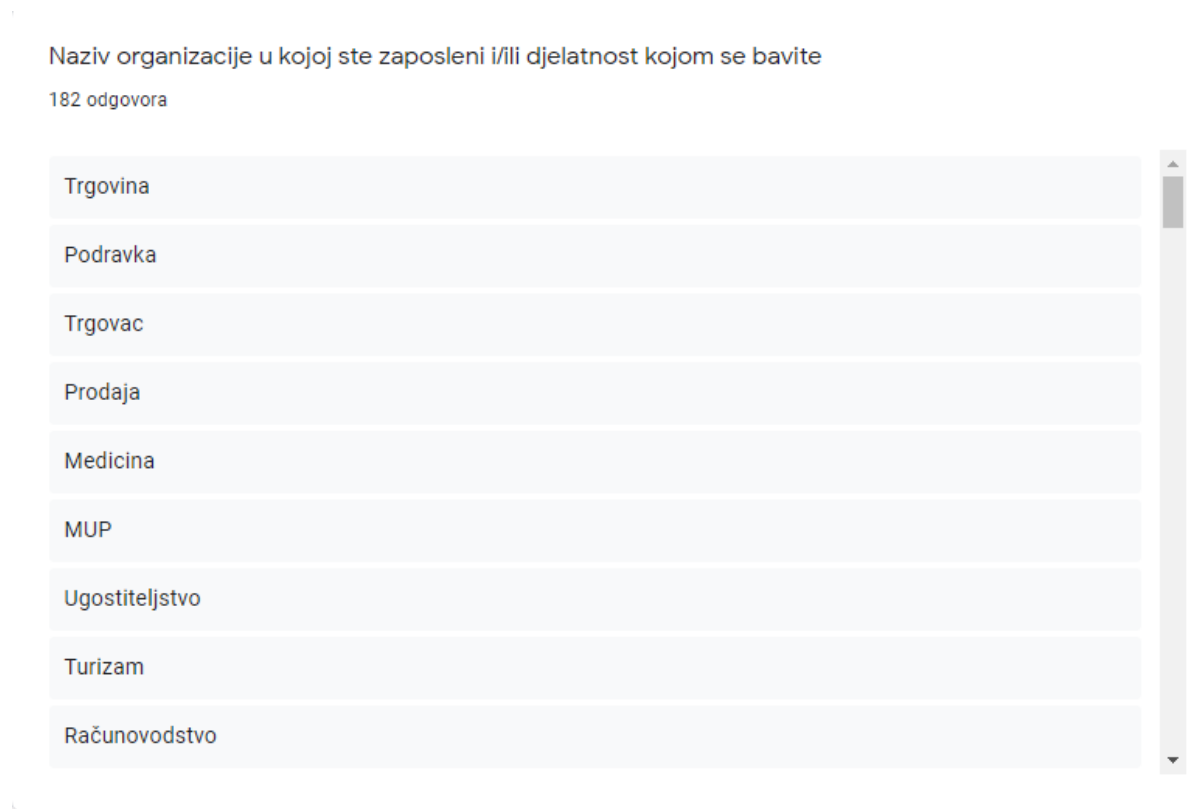 Naziv organizacije u kojoj ste zaposleni i/ili djelatnost kojom se bavite
182 odgovora
Trgovina
Podravka
Trgovac
Prodaja
Medicina
MUP
Ugostiteljstvo
Turizam
Računovodstvo